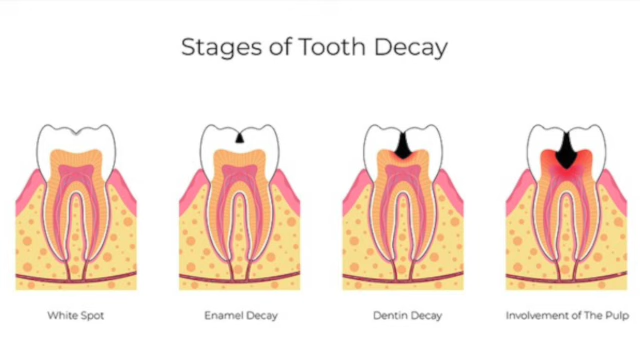 Stages of Tooth Decay
White Spot
Enamel Decay
Dentin Decay
Involvement of The Pulp